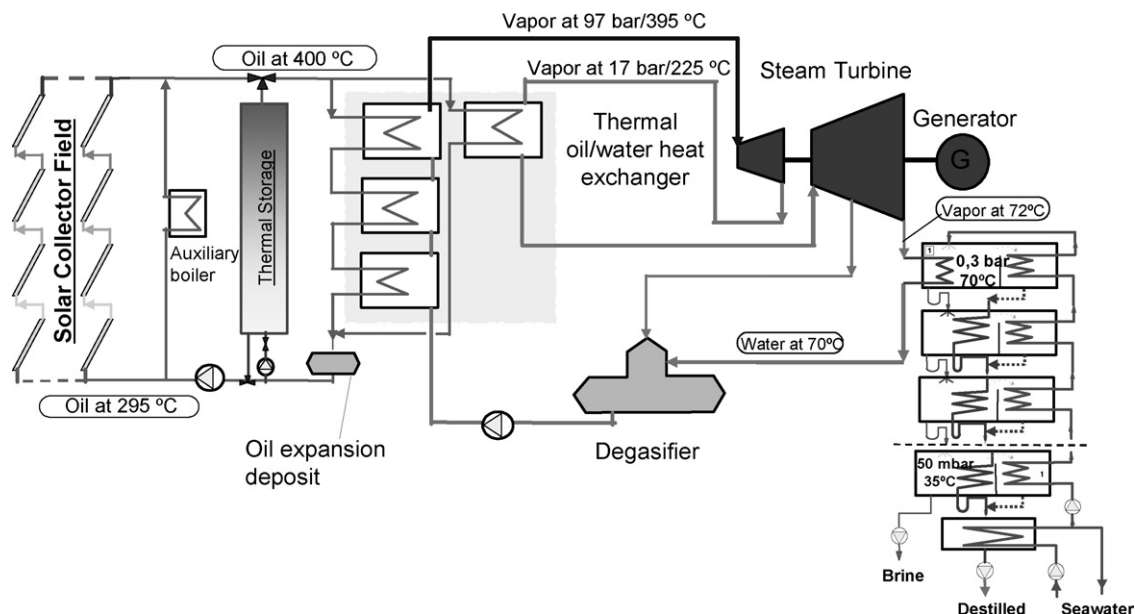 Vapor at 97 bar/395 ºC
Oil at 400 ºC
Vapor at 17 bar/225 ºC
Steam Turbine
Generator
G
Solar Collector Field
Thermal Storage
Auxiliary
boiler
Thermal
oil/water heat
exchanger
Vapor at 72ºC
1
0,3 bar
70ºC
Water at 70ºC
Oil at 295 ºC
Oil expansion
deposit
Degasifier
50 mbar
35ºC
1
Brine
Destilled
Seawater